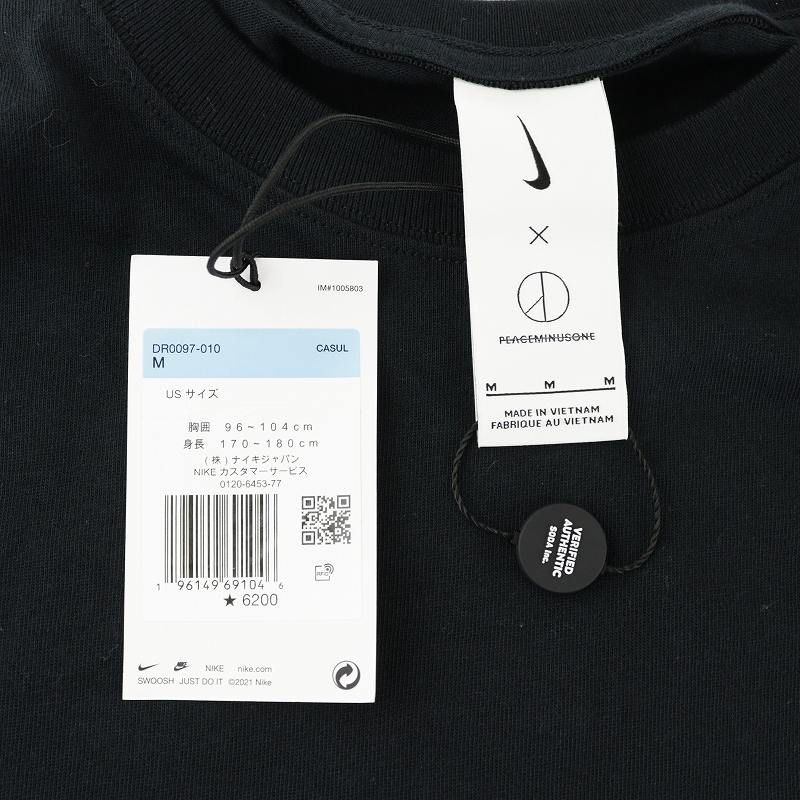 IM#1005803
DR0097-010 CASUL
M
US サイズ
胸囲 96~104cm
身長 170~180cm
(株)ナイキジャパン
NIKE カスタマーサービス
0120-6453-77
RFID
1 96149 69104 6
★ 6200
NIKE nike.com
SWOOSH JUST DO IT ©2021 Nike
×
PEACEMINUSONE
M M M
MADE IN VIETNAM
FABRIQUE AU VIETNAM
VERIFIED
AUTHENTIC
SODA Inc.